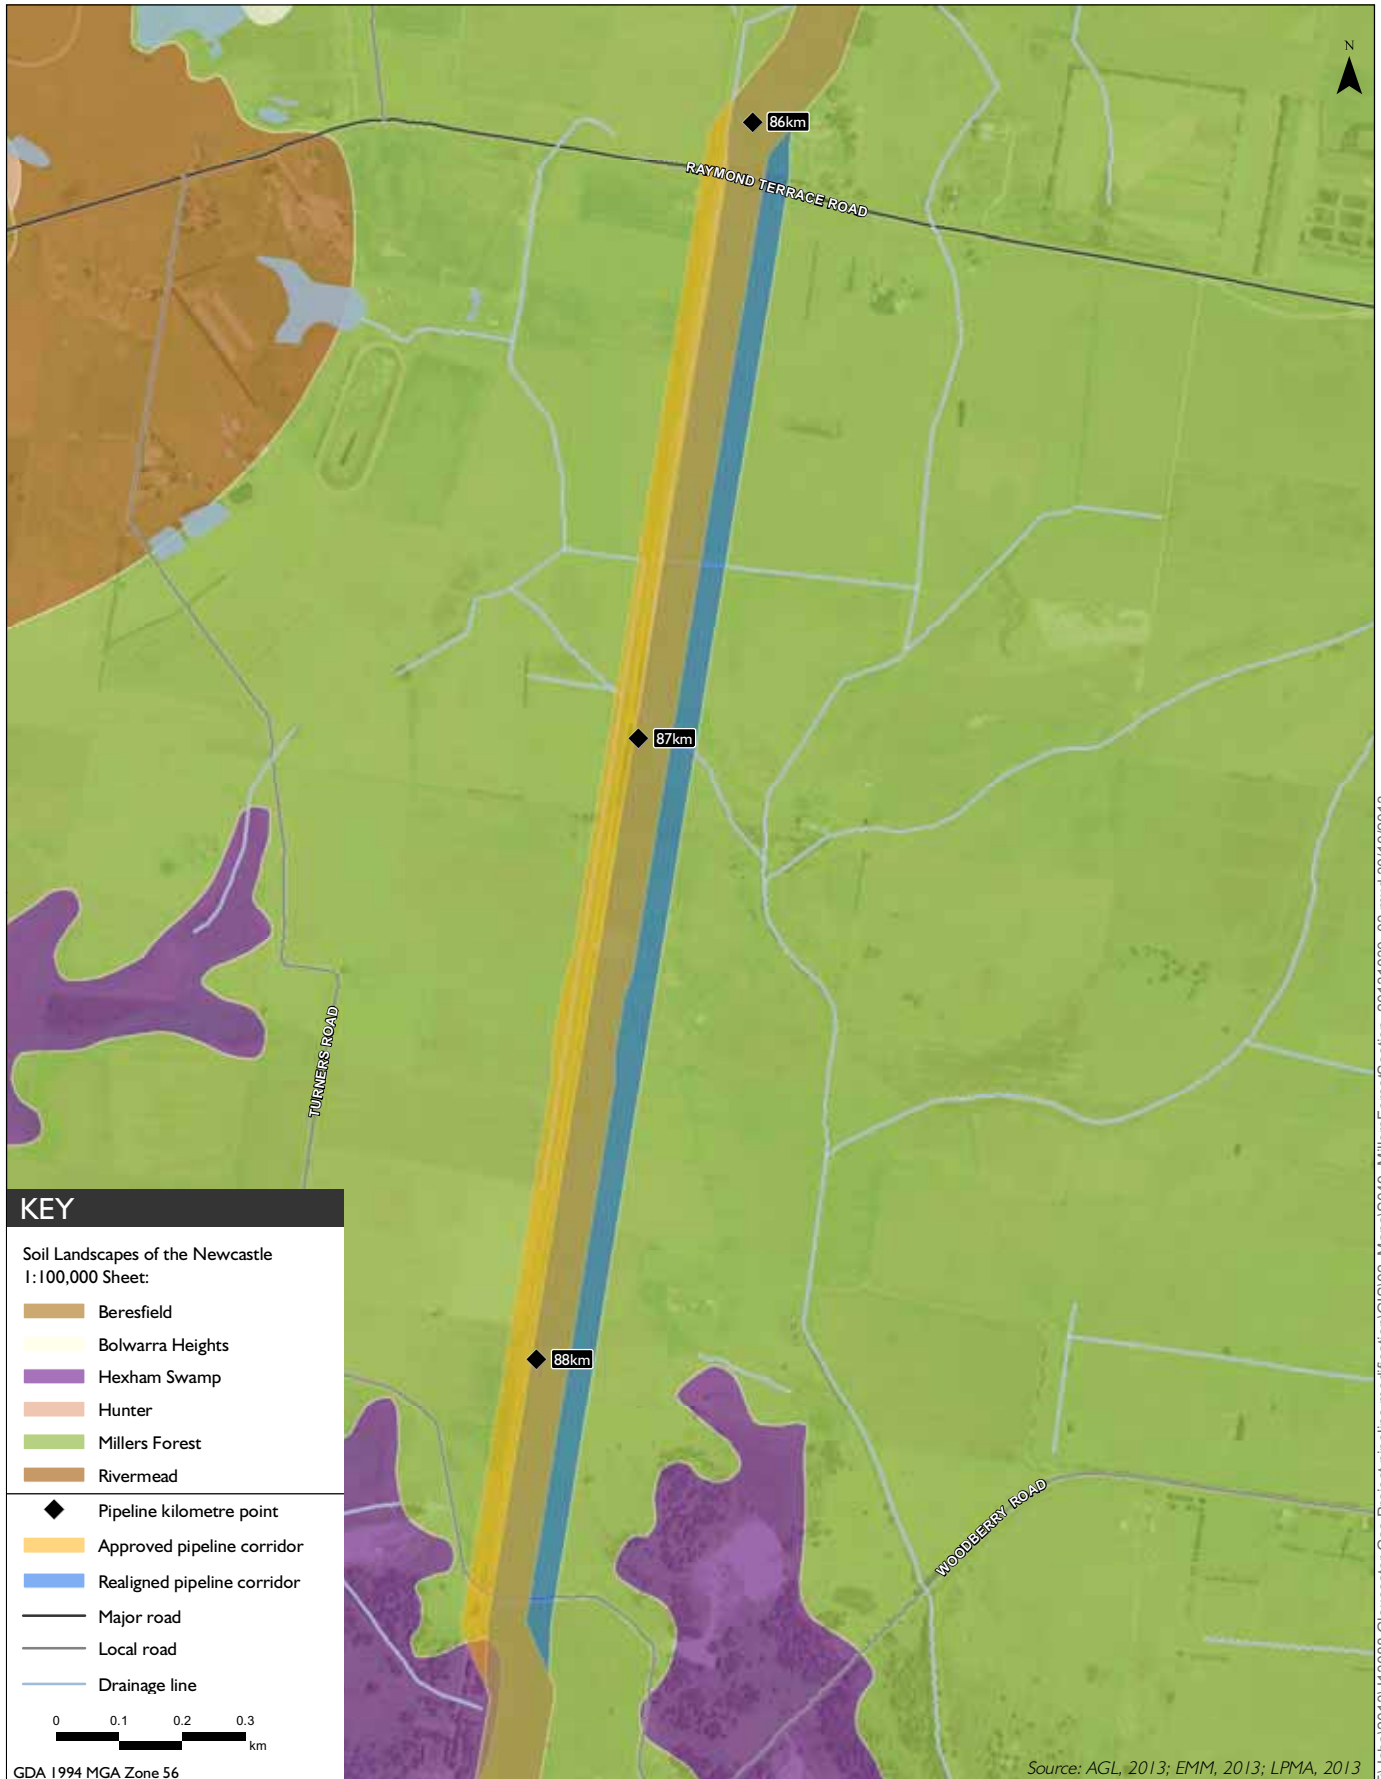 N
86km
RAYMOND TERRACE ROAD
87km
TURNERS ROAD
88km
WOODBERRY ROAD
KEY
Soil Landscapes of the Newcastle
1:100,000 Sheet:
Beresfield
Bolwarra Heights
Hexham Swamp
Hunter
Millers Forest
Rivermead
Pipeline kilometre point
Approved pipeline corridor
Realigned pipeline corridor
Major road
Local road
Drainage line
0 0.1 0.2 0.3
km
GDA 1994 MGA Zone 56
Source: AGL, 2013; EMM, 2013; LPMA, 2013